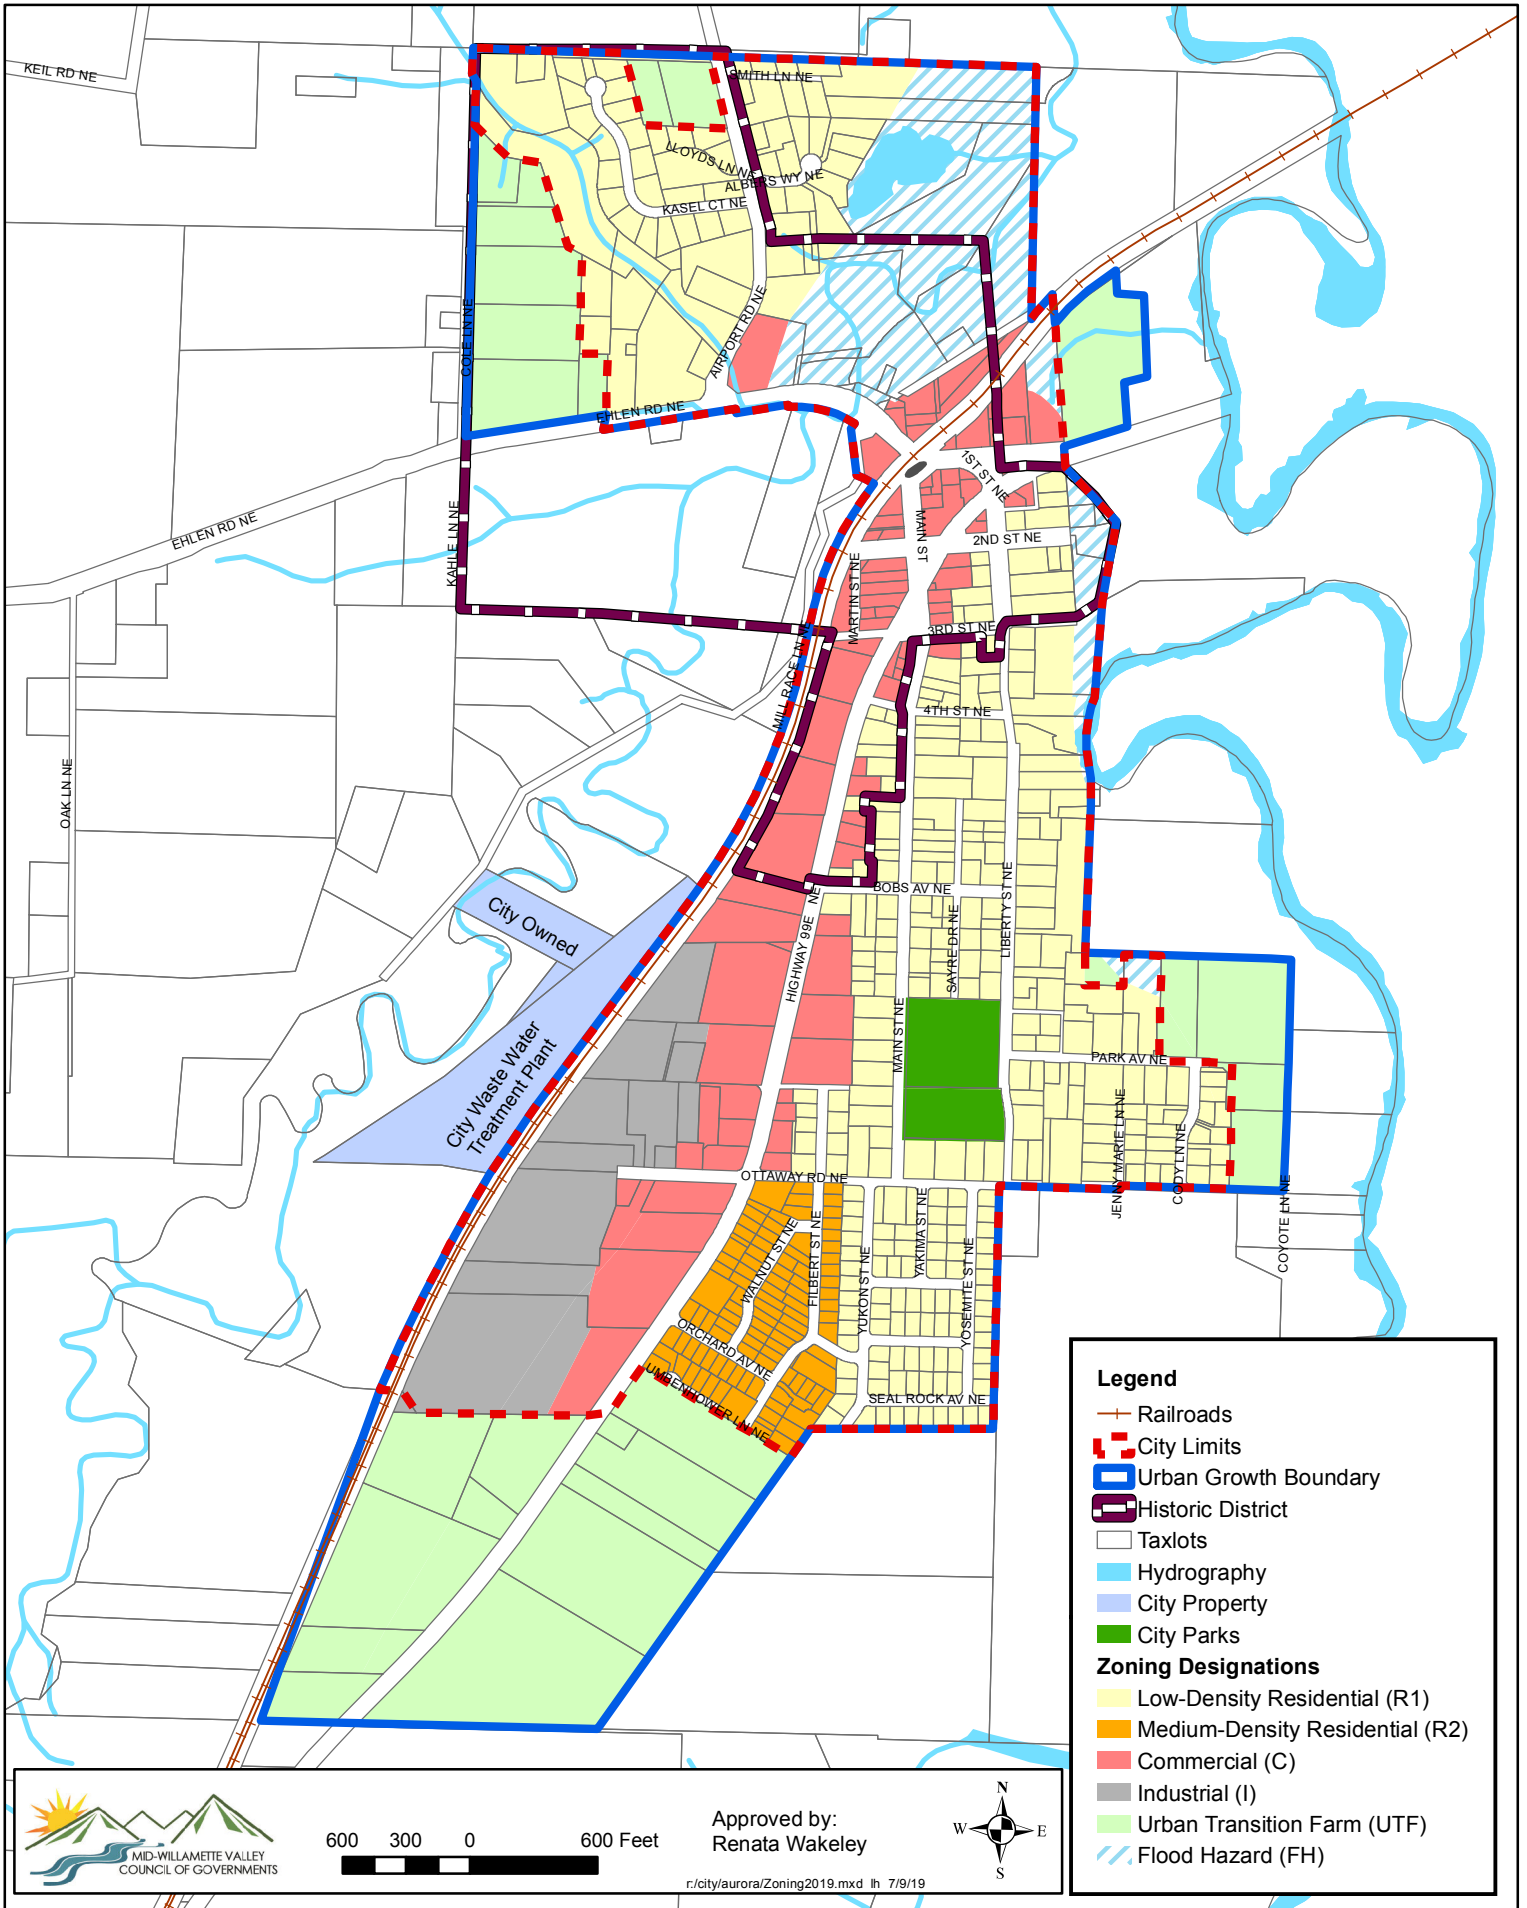 KEIL RD NE
SMITH LN NE
LLOYDS LN NE
ALBERS WY NE
KASEL CT NE
COLE LN NE
AIRPORT RD NE
EHLEN RD NE
EHLEN RD NE
KAHLE LN NE
1ST ST NE
MAIN ST
2ND ST NE
MARTIN ST NE
3RD ST NE
MILL RACE LN NE
4TH ST NE
OAK LN NE
BOBS AV NE
City Owned
HIGHWAY 99E NE
SAYRE DR NE
LIBERTY ST NE
City Waste Water
Treatment Plant
MAIN ST NE
PARK AV NE
JENNY MARIE LN NE
CODY LN NE
COYOTE LN NE
OTTAWAY RD NE
WALNUT ST NE
FILBERT ST NE
YUKON ST NE
YAKIMA ST NE
YOSEMITE ST NE
ORCHARD AV NE
UMBENHOWER LN NE
SEAL ROCK AV NE
Legend
Railroads
City Limits
Urban Growth Boundary
Historic District
Taxlots
Hydrography
City Property
City Parks
Zoning Designations
Low-Density Residential (R1)
Medium-Density Residential (R2)
Commercial (C)
Industrial (I)
Urban Transition Farm (UTF)
Flood Hazard (FH)
MID-WILLAMETTE VALLEY
COUNCIL OF GOVERNMENTS
600 300 0 600 Feet
Approved by:
Renata Wakeley
r:/city/aurora/Zoning2019.mxd lh 7/9/19
N
W E
S